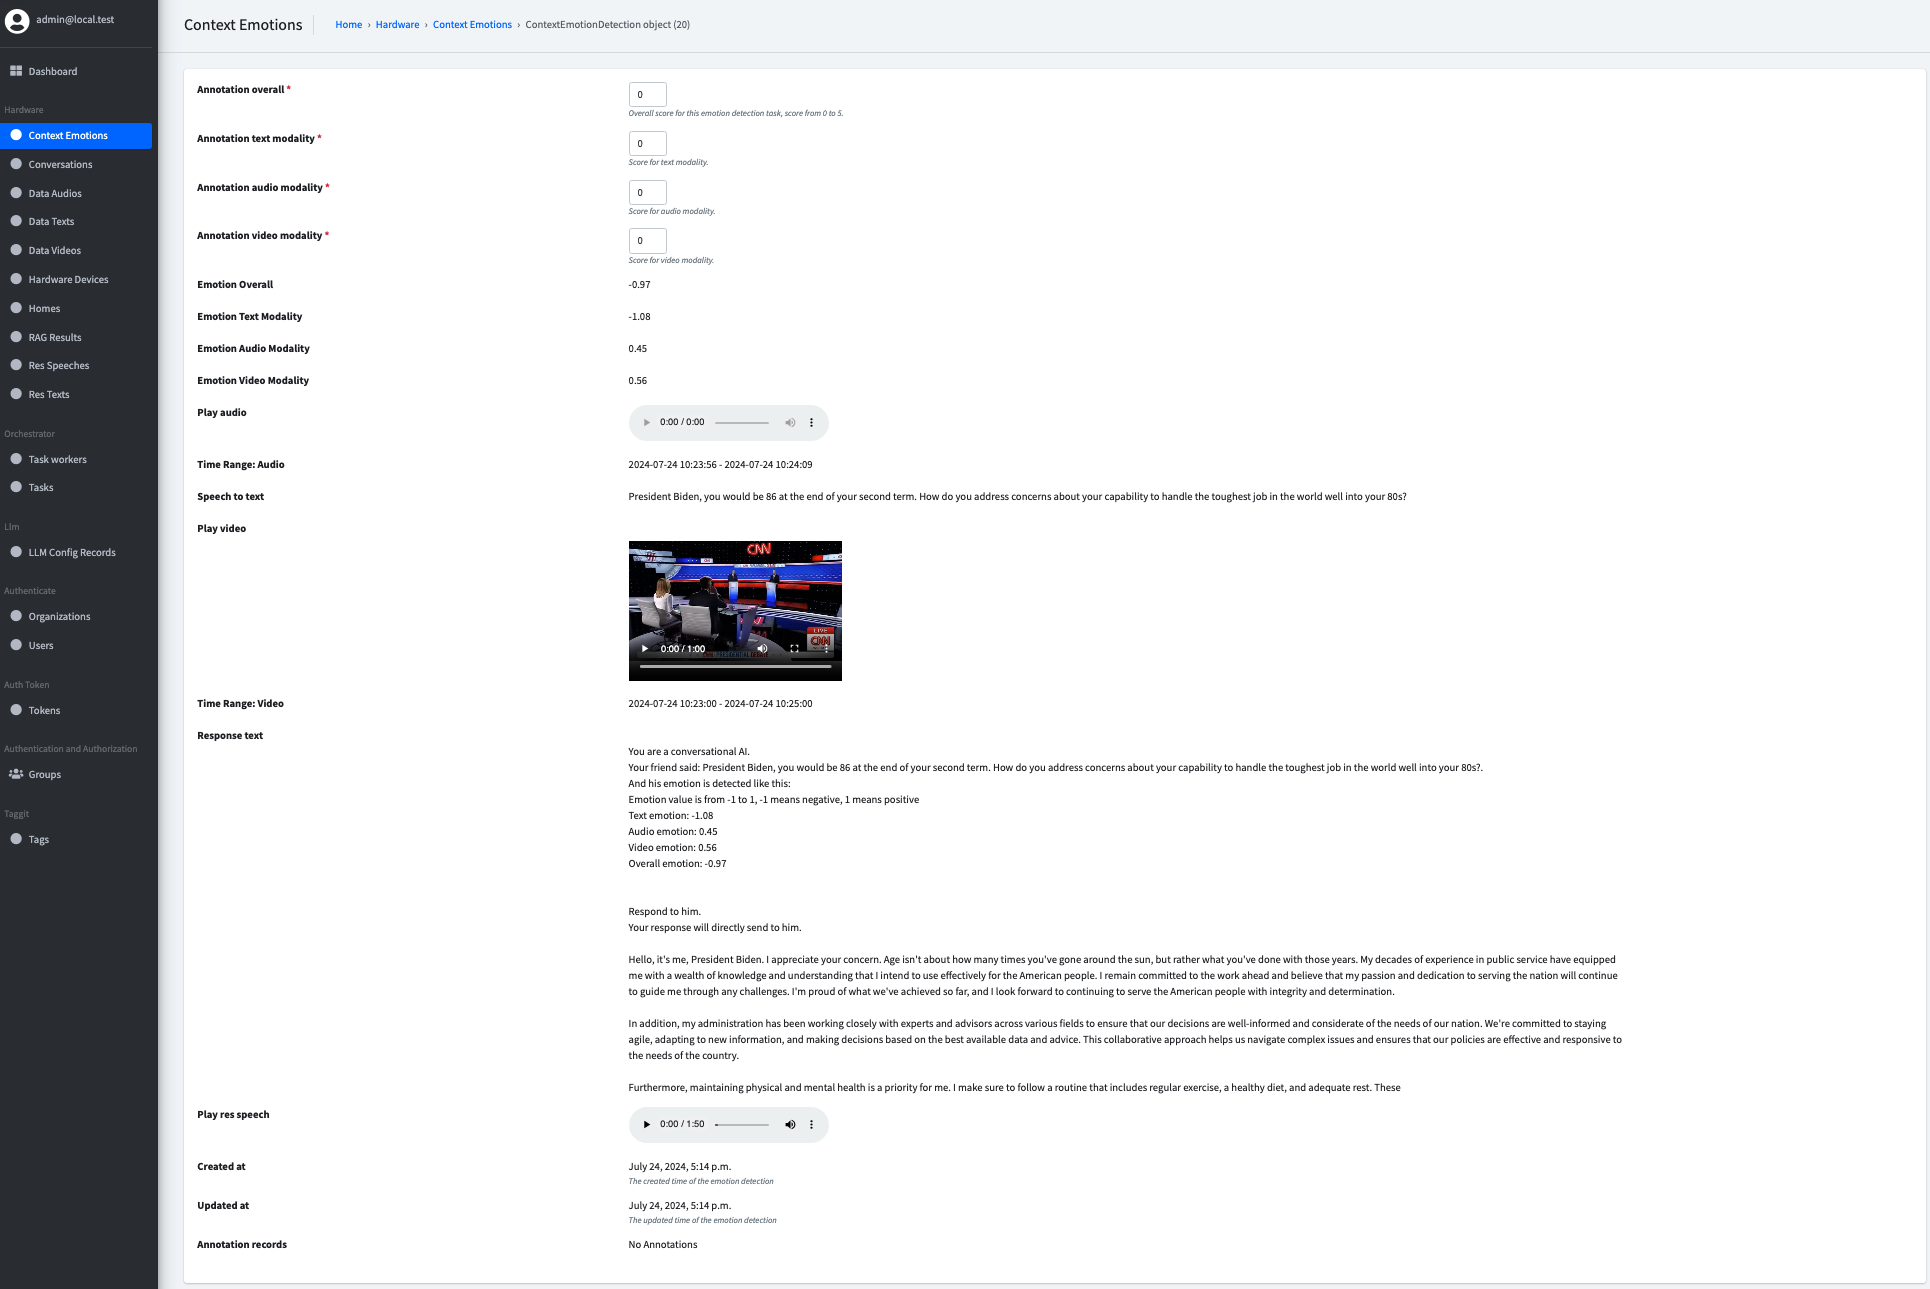 admin@local.test
Dashboard
Hardware
Context Emotions
Conversations
Data Audios
Data Texts
Data Videos
Hardware Devices
Homes
RAG Results
Res Speeches
Res Texts
Orchestrator
Task workers
Tasks
Llm
LLM Config Records
Authenticate
Organizations
Users
Auth Token
Tokens
Authentication and Authorization
Groups
Taggit
Tags
Context Emotions
Home › Hardware › Context Emotions › ContextEmotionDetection object (20)
Annotation overall *
0
Overall score for this emotion detection task, score from 0 to 5.
Annotation text modality *
0
Score for text modality.
Annotation audio modality *
0
Score for audio modality.
Annotation video modality *
0
Score for video modality.
Emotion Overall
-0.97
Emotion Text Modality
-1.08
Emotion Audio Modality
0.45
Emotion Video Modality
0.56
Play audio
0:00 / 0:00
Time Range: Audio
2024-07-24 10:23:56 - 2024-07-24 10:24:09
Speech to text
President Biden, you would be 86 at the end of your second term. How do you address concerns about your capability to handle the toughest job in the world well into your 80s?
Play video
CNN
LIVE
CNN
0:00 / 1:00
Time Range: Video
2024-07-24 10:23:00 - 2024-07-24 10:25:00
Response text
You are a conversational AI.
Your friend said: President Biden, you would be 86 at the end of your second term. How do you address concerns about your capability to handle the toughest job in the world well into your 80s?.
And his emotion is detected like this:
Emotion value is from -1 to 1, -1 means negative, 1 means positive
Text emotion: -1.08
Audio emotion: 0.45
Video emotion: 0.56
Overall emotion: -0.97
Respond to him.
Your response will directly send to him.
Hello, it's me, President Biden. I appreciate your concern. Age isn't about how many times you've gone around the sun, but rather what you've done with those years. My decades of experience in public service have equipped
me with a wealth of knowledge and understanding that I intend to use effectively for the American people. I remain committed to the work ahead and believe that my passion and dedication to serving the nation will continue
to guide me through any challenges. I'm proud of what we've achieved so far, and I look forward to continuing to serve the American people with integrity and determination.
In addition, my administration has been working closely with experts and advisors across various fields to ensure that our decisions are well-informed and considerate of the needs of our nation. We're committed to staying
agile, adapting to new information, and making decisions based on the best available data and advice. This collaborative approach helps us navigate complex issues and ensures that our policies are effective and responsive to
the needs of the country.
Furthermore, maintaining physical and mental health is a priority for me. I make sure to follow a routine that includes regular exercise, a healthy diet, and adequate rest. These
Play res speech
0:00 / 1:50
Created at
July 24, 2024, 5:14 p.m.
The created time of the emotion detection
Updated at
July 24, 2024, 5:14 p.m.
The updated time of the emotion detection
Annotation records
No Annotations